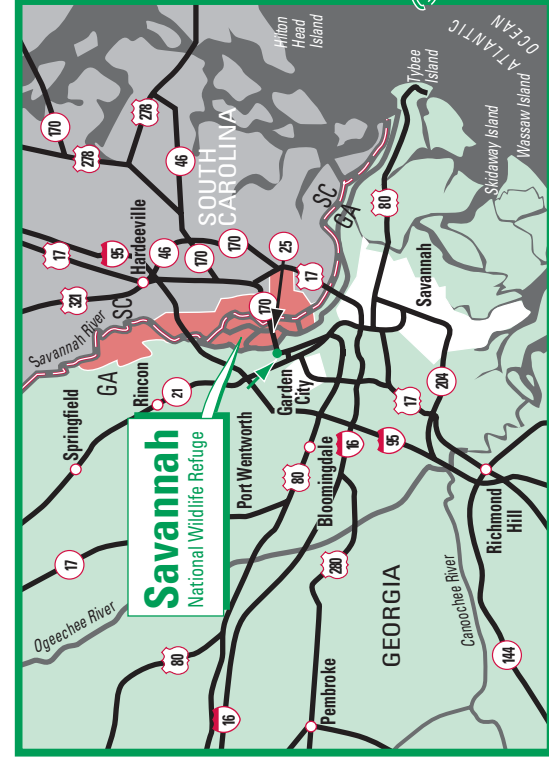 Savannah
National Wildlife Refuge
ATLANTIC
OCEAN
Hilton
Head
Island
Tybee
Island
Skidaway Island
Wassaw Island
SOUTH
CAROLINA
GEORGIA
SC
GA
SC
GA
Savannah River
Ogeechee River
Canoochee River
Hardeeville
Springfield
Rincon
Port Wentworth
Garden
City
Bloomingdale
Savannah
Richmond
Hill
Pembroke
170
278
278
46
17
95
321
46
170
170
170
25
17
80
21
17
80
16
95
17
204
80
16
280
144